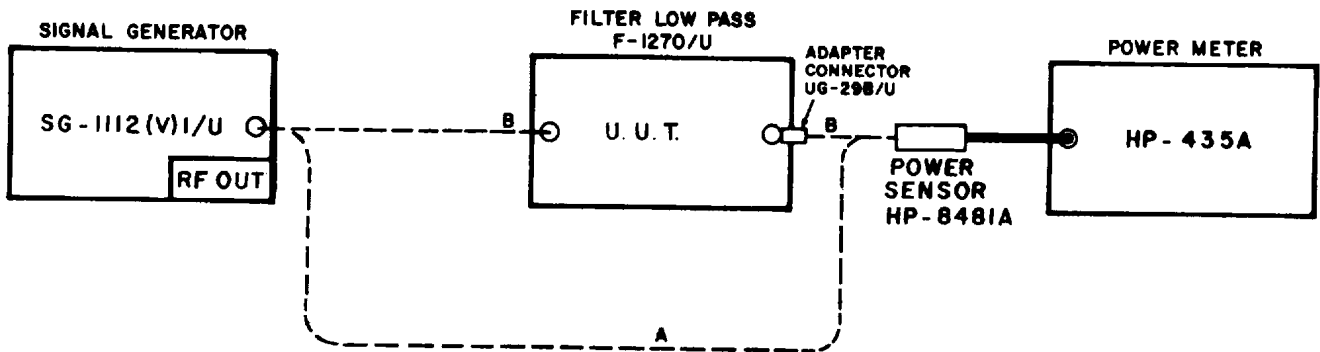 SIGNAL GENERATOR
SG-1112(V)1/U
RF OUT
FILTER LOW PASS
F-1270/U
B
U.U.T.
ADAPTER
CONNECTOR
UG-29B/U
B
POWER
SENSOR
HP-8481A
POWER METER
HP-435A
A